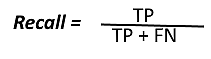 Recall = TP
TP + FN